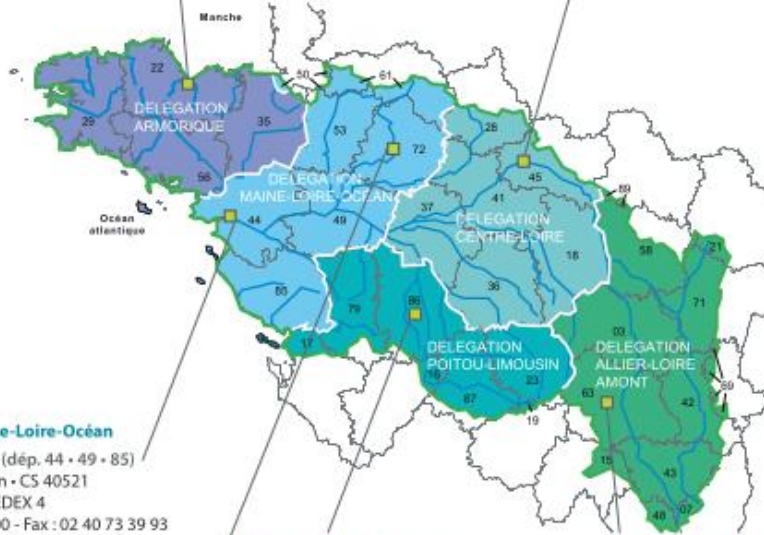 Manche
50
61
22
DELEGATION
ARMORIQUE
29
35
56
53
72
28
45
DELEGATION
MAINE-LOIRE-OCEAN
Océan
atlantique
44
49
37
41
DELEGATION
CENTRE-LOIRE
18
36
85
89
58
21
71
79
86
17
16
87
DELEGATION
POITOU-LIMOUSIN
23
19
03
DELEGATION
ALLIER-LOIRE
AMONT
63
69
42
15
43
48
07
e-Loire-Océan
(dép. 44 • 49 • 85)
n • CS 40521
DEX 4
00 - Fax : 02 40 73 39 93